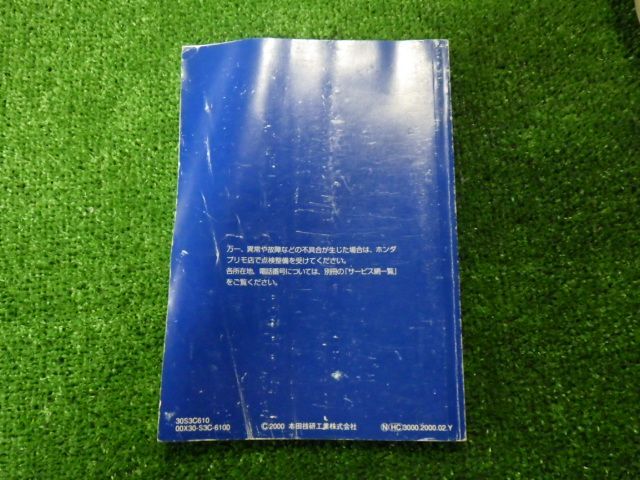 万一、異常や故障などの不具合が生じた場合は、ホンダ
プリモ店で点検整備を受けてください。
各所在地、電話番号については、別冊の「サービス網一覧」
をご覧ください。
30S3C610
00X30-S3C-6100
©2000 本田技研工業株式会社
Ⓝ HC 3000.2000.02.Y